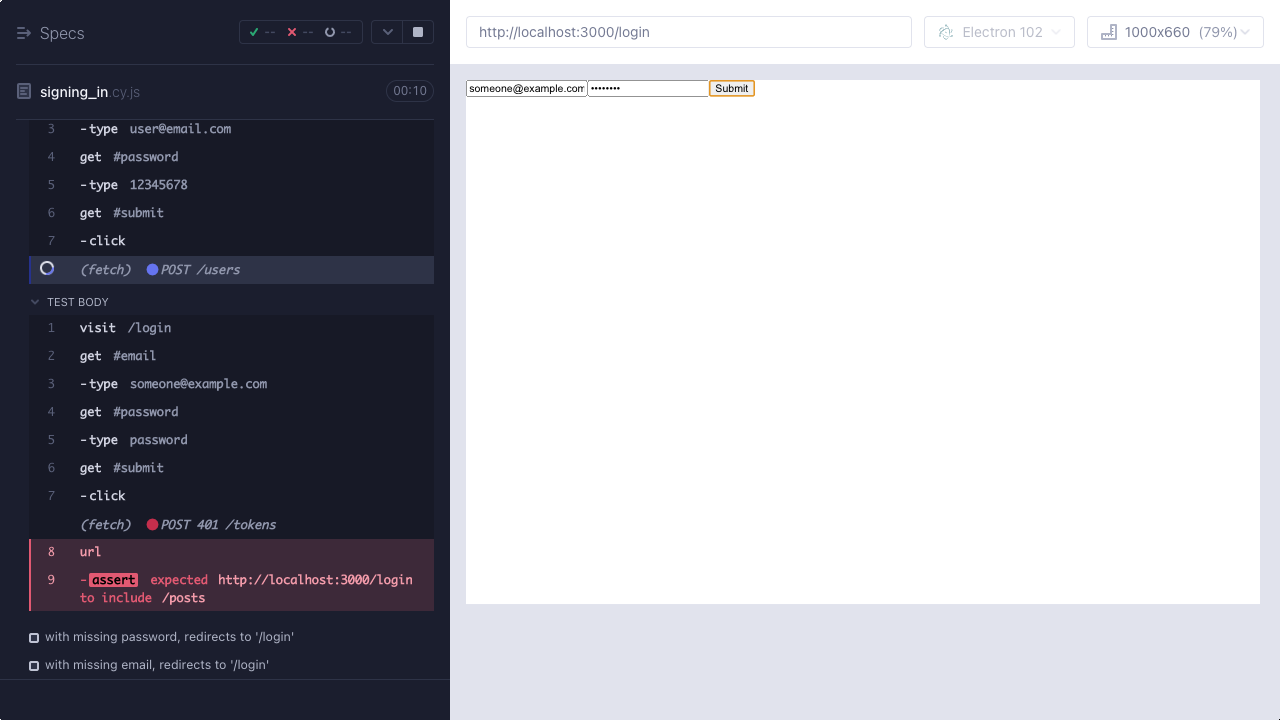 Specs
-- -- --
signing_in.cy.js
00:10
3 -type user@email.com
4 get #password
5 -type 12345678
6 get #submit
7 -click
(fetch) POST /users
TEST BODY
1 visit /login
2 get #email
3 -type someone@example.com
4 get #password
5 -type password
6 get #submit
7 -click
(fetch) POST 401 /tokens
8 url
9 -assert expected http://localhost:3000/login
to include /posts
with missing password, redirects to '/login'
with missing email, redirects to '/login'
http://localhost:3000/login
Electron 102
1000x660 (79%)
someone@example.com
••••••••
Submit